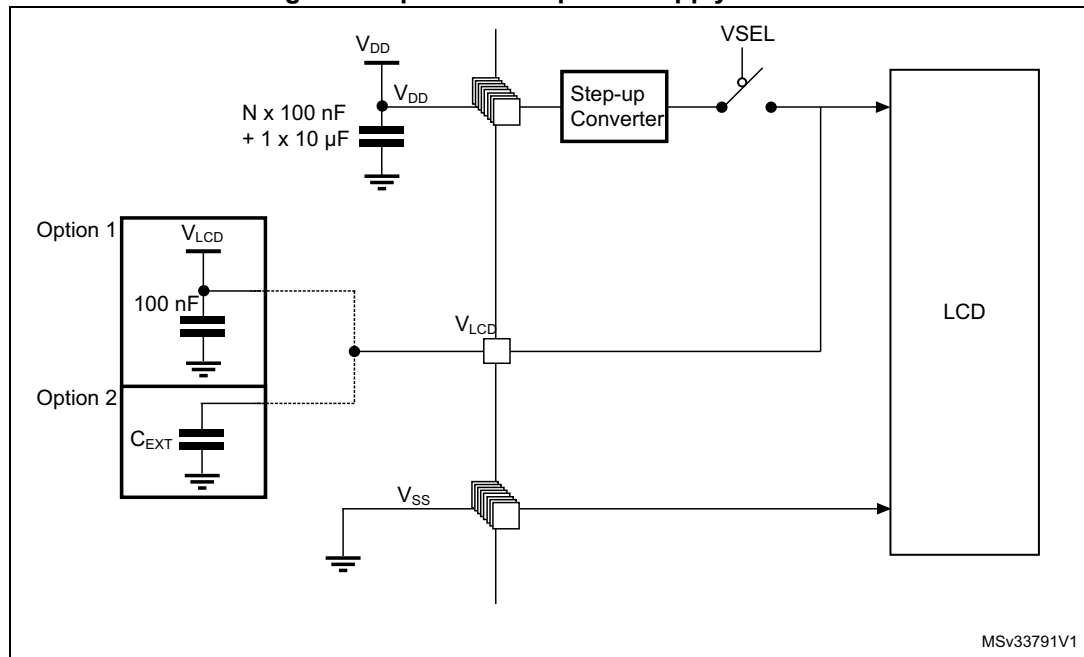 VDD
VSEL
VDD
N x 100 nF
+ 1 x 10 µF
Step-up
Converter
Option 1
VLCD
100 nF
VLCD
LCD
Option 2
CEXT
VSS
MSv33791V1